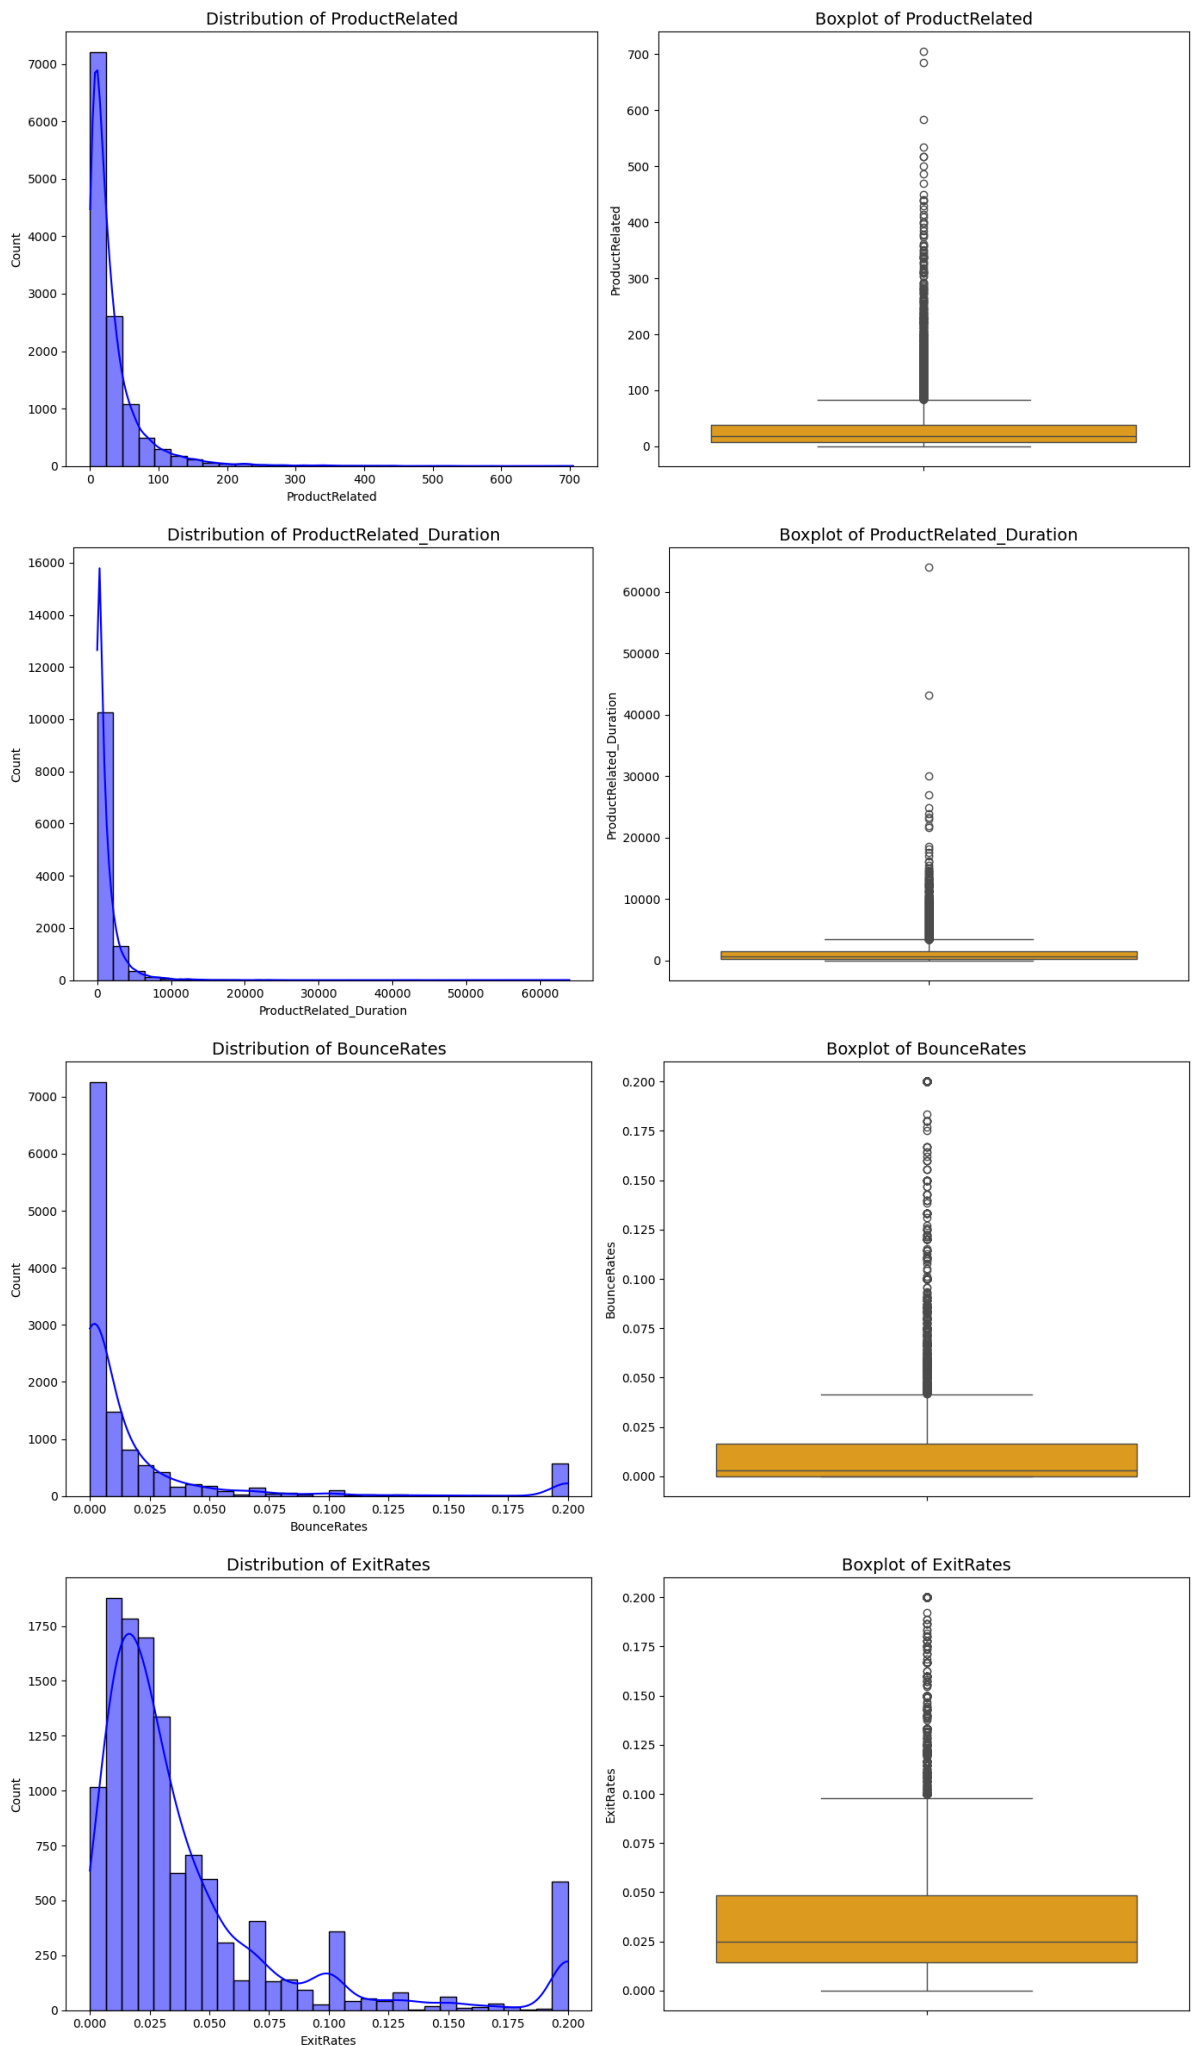 Distribution of ProductRelated
Boxplot of ProductRelated
7000
6000
5000
4000
3000
2000
1000
0
Count
0 100 200 300 400 500 600 700
ProductRelated
700
600
500
400
300
200
100
0
ProductRelated
Distribution of ProductRelated_Duration
Boxplot of ProductRelated_Duration
16000
14000
12000
10000
8000
6000
4000
2000
0
Count
0 10000 20000 30000 40000 50000 60000
ProductRelated_Duration
60000
50000
40000
30000
20000
10000
0
ProductRelated_Duration
Distribution of BounceRates
Boxplot of BounceRates
7000
6000
5000
4000
3000
2000
1000
0
Count
0.000 0.025 0.050 0.075 0.100 0.125 0.150 0.175 0.200
BounceRates
0.200
0.175
0.150
0.125
0.100
0.075
0.050
0.025
0.000
BounceRates
Distribution of ExitRates
Boxplot of ExitRates
1750
1500
1250
1000
750
500
250
0
Count
0.000 0.025 0.050 0.075 0.100 0.125 0.150 0.175 0.200
ExitRates
0.200
0.175
0.150
0.125
0.100
0.075
0.050
0.025
0.000
ExitRates